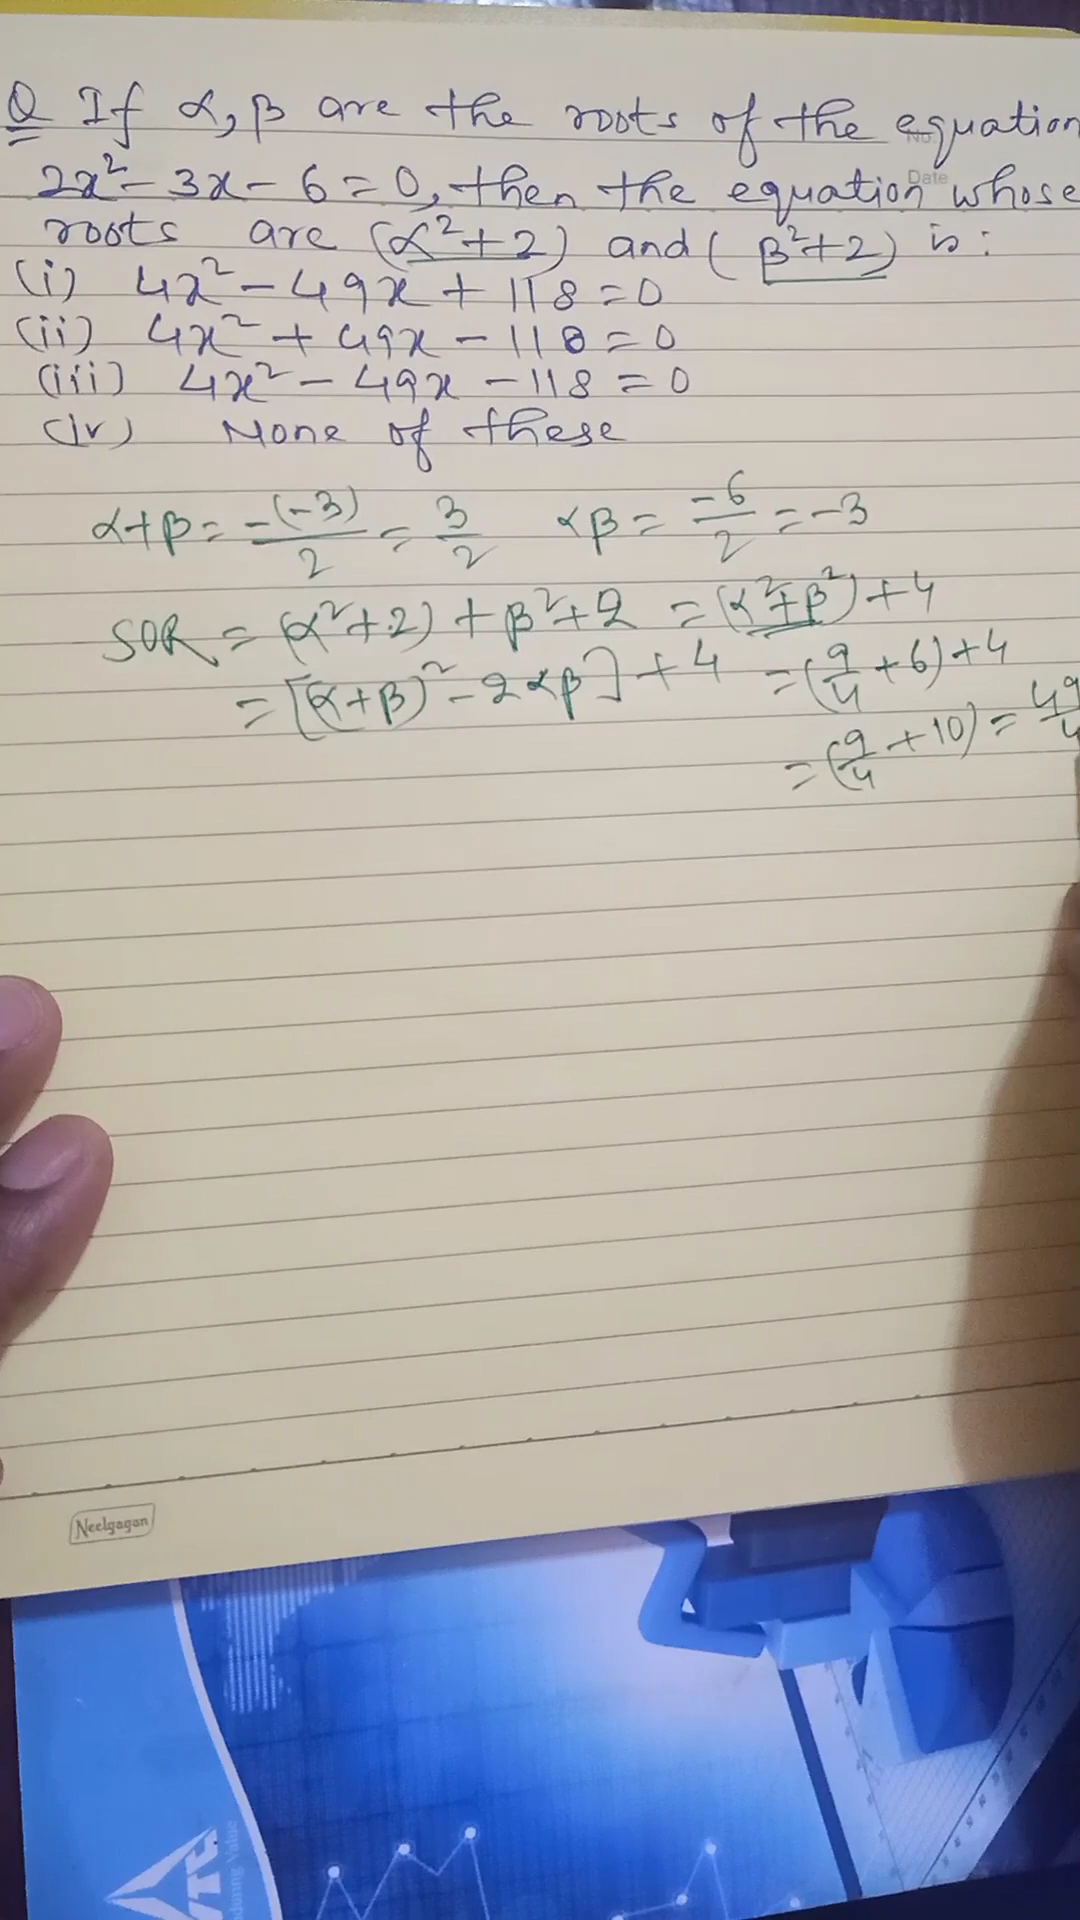 Q If α, β are the roots of the equation
2x² - 3x - 6 = 0, then the equation whose
roots are (α²+2) and (β²+2) is:
(i) 4x² - 49x + 118 = 0
(ii) 4x² + 49x - 118 = 0
(iii) 4x² - 49x - 118 = 0
(iv) None of these
α+β = -(-3)/2 = 3/2 αβ = -6/2 = -3
SOR = (α²+2) + β²+2 = (α²+β²)+4
= [(α+β)² - 2αβ] + 4 = (9/4 + 6) + 4
= (9/4 + 10) = 49/4
Date
Neelgagan